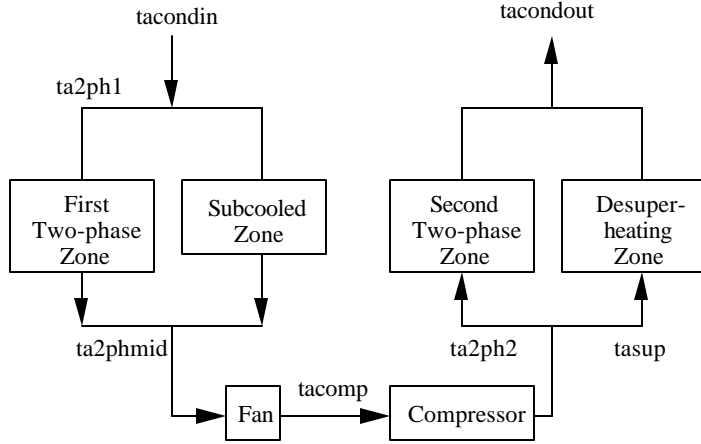 tacondin
tacondout
ta2ph1
First
Two-phase
Zone
Subcooled
Zone
Second
Two-phase
Zone
Desuper-
heating
Zone
ta2phmid
ta2ph2
tasup
tacomp
Fan
Compressor